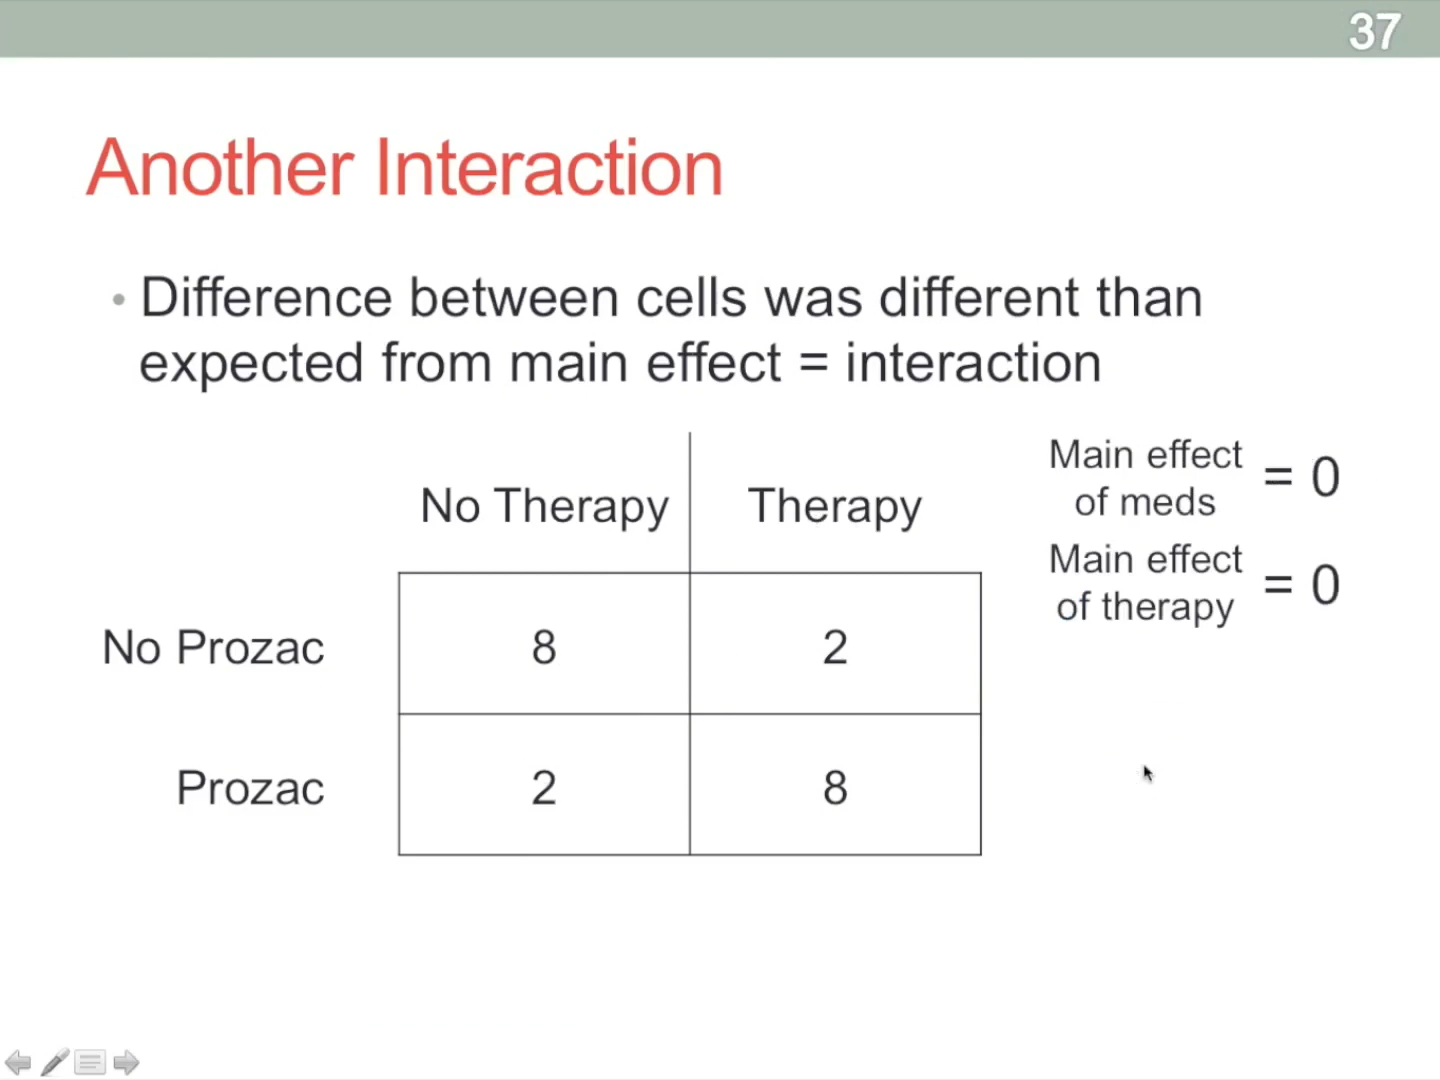 37
Another Interaction
• Difference between cells was different than
expected from main effect = interaction
Main effect
of meds = 0
No Therapy Therapy
Main effect
of therapy = 0
No Prozac 8 2
Prozac 2 8